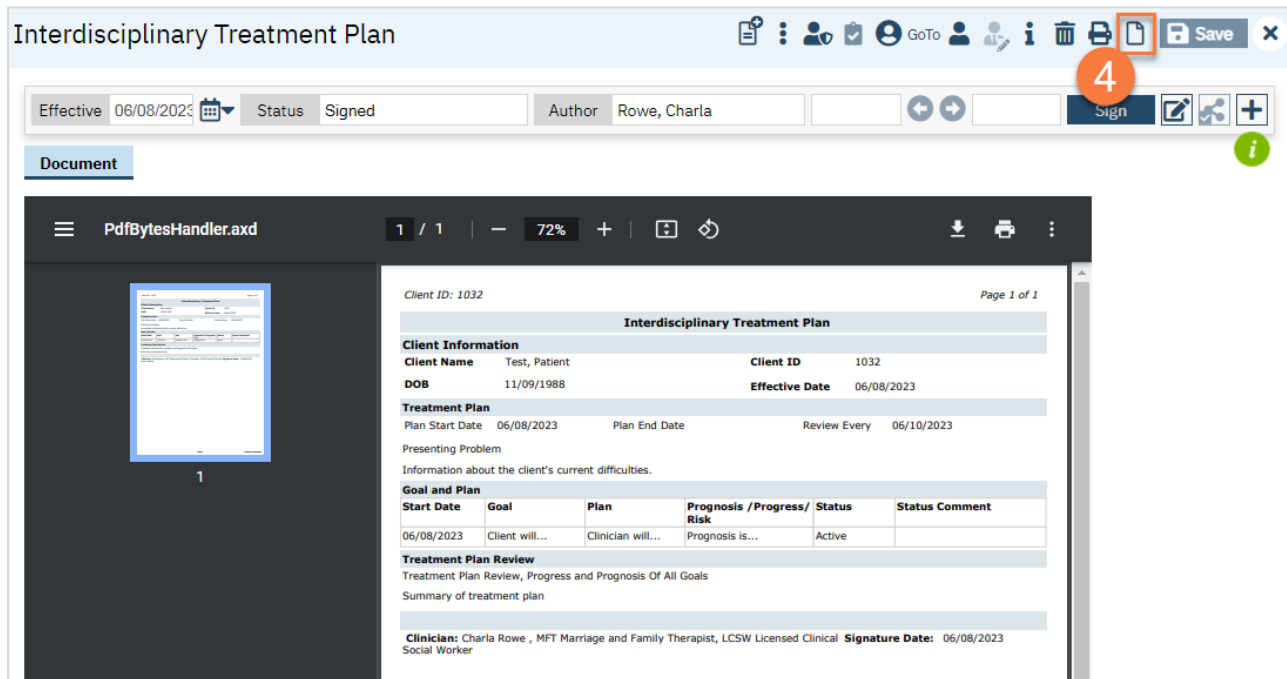 Interdisciplinary Treatment Plan
GoTo
Save
4
Effective 06/08/2023 Status Signed Author Rowe, Charla Sign
Document
PdfBytesHandler.axd 1 / 1 72%
1
Client ID: 1032 Page 1 of 1
Interdisciplinary Treatment Plan
Client Information
Client Name Test, Patient Client ID 1032
DOB 11/09/1988 Effective Date 06/08/2023
Treatment Plan
Plan Start Date 06/08/2023 Plan End Date Review Every 06/10/2023
Presenting Problem
Information about the client's current difficulties.
Goal and Plan
Start Date Goal Plan Prognosis /Progress/ Status Status Comment
Risk
06/08/2023 Client will... Clinician will... Prognosis is... Active
Treatment Plan Review
Treatment Plan Review, Progress and Prognosis Of All Goals
Summary of treatment plan
Clinician: Charla Rowe , MFT Marriage and Family Therapist, LCSW Licensed Clinical Signature Date: 06/08/2023
Social Worker